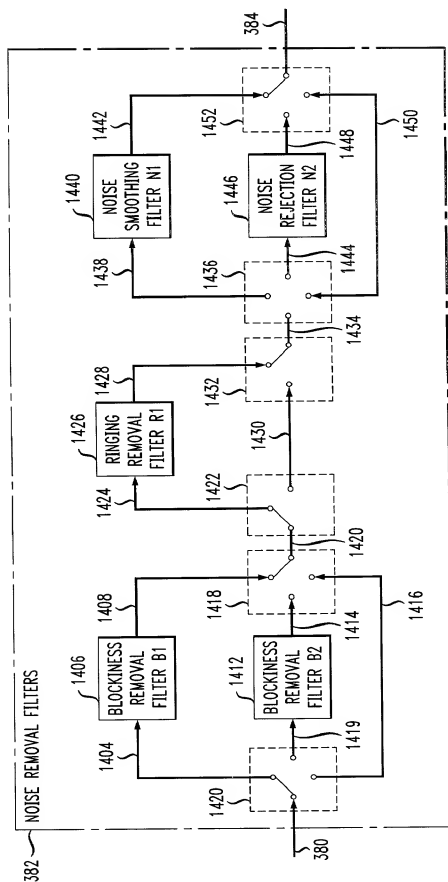 382
NOISE REMOVAL FILTERS
380
1420
1404
1406
BLOCKINESS
REMOVAL
FILTER B1
1408
1419
1412
BLOCKINESS
REMOVAL
FILTER B2
1414
1416
1418
1420
1422
1424
1426
RINGING
REMOVAL
FILTER R1
1428
1430
1432
1434
1436
1438
1440
NOISE
SMOOTHING
FILTER N1
1442
1444
1446
NOISE
REJECTION
FILTER N2
1448
1450
1452
384